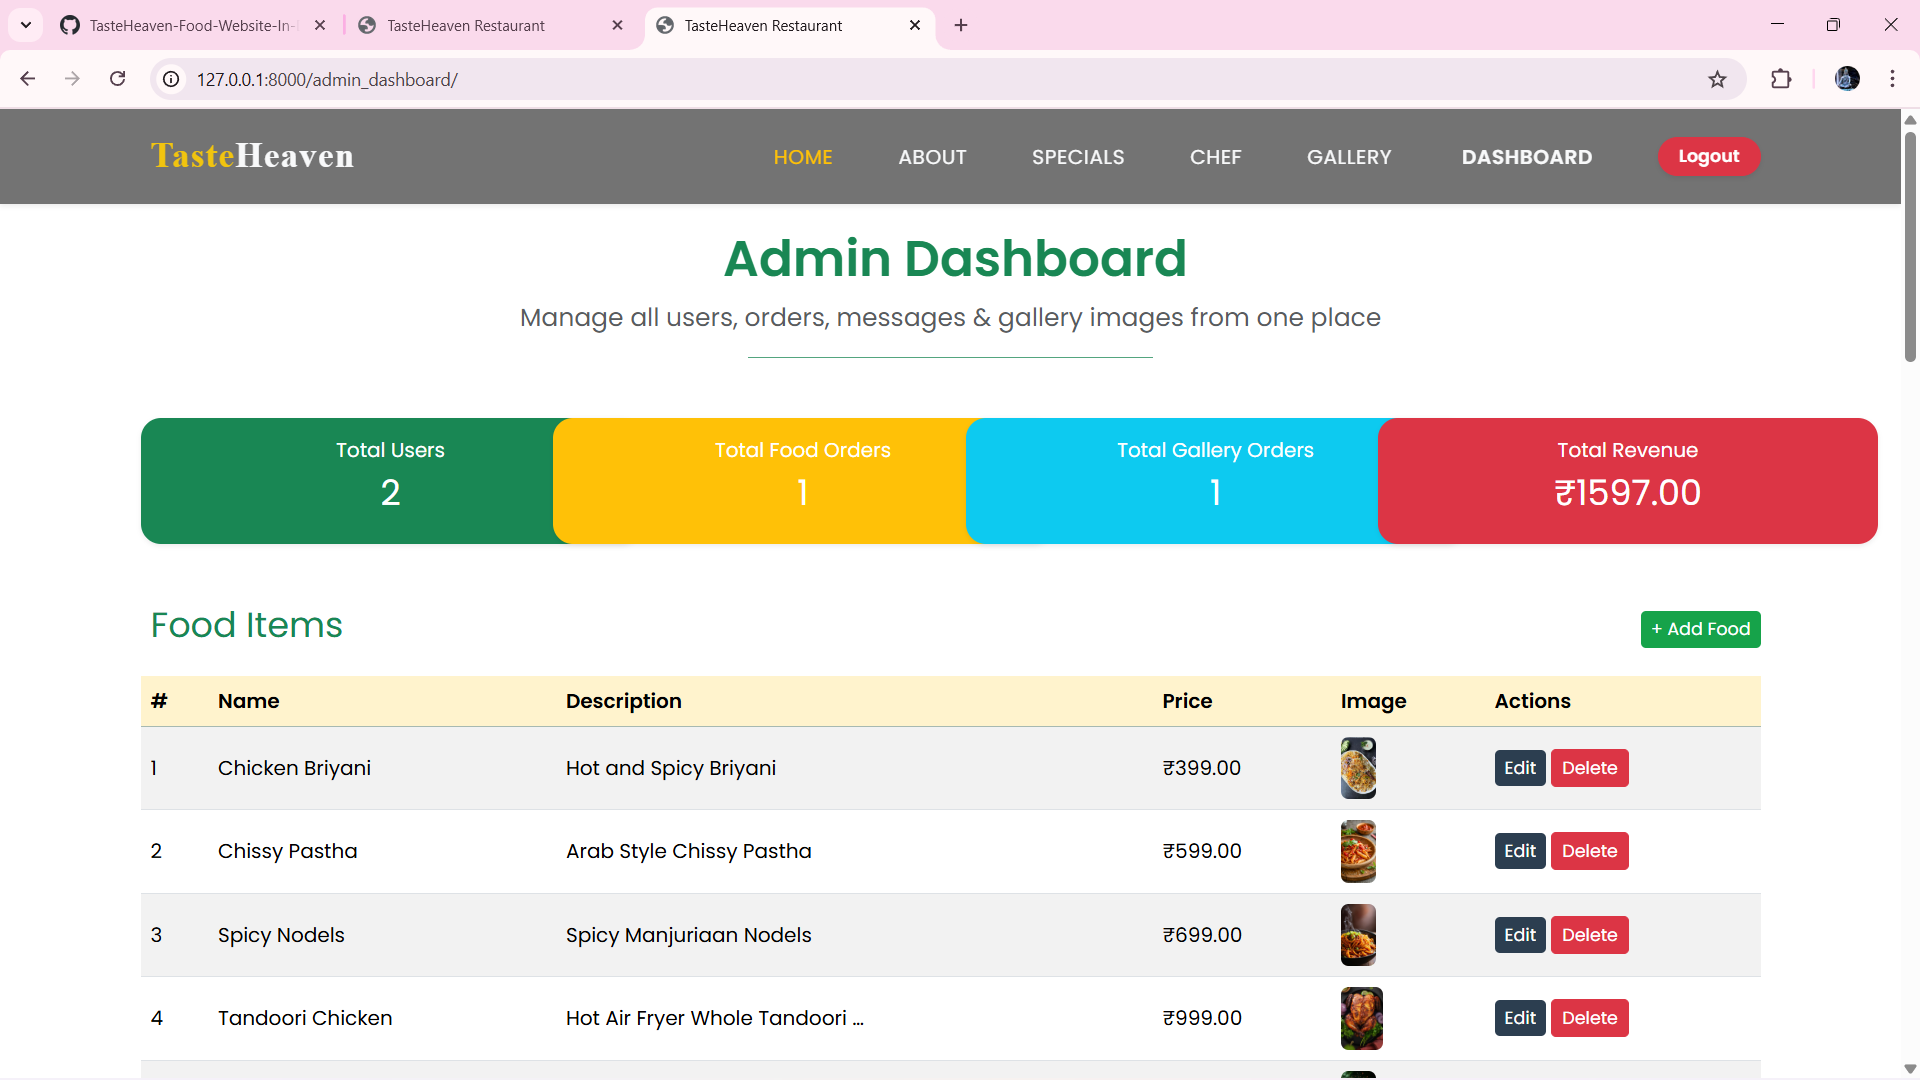 TasteHeaven-Food-Website-In-
TasteHeaven Restaurant
TasteHeaven Restaurant
127.0.0.1:8000/admin_dashboard/
TasteHeaven
HOME
ABOUT
SPECIALS
CHEF
GALLERY
DASHBOARD
Logout
Admin Dashboard
Manage all users, orders, messages & gallery images from one place
Total Users
2
Total Food Orders
1
Total Gallery Orders
1
Total Revenue
₹1597.00
Food Items
+ Add Food
# Name Description Price Image Actions
1 Chicken Briyani Hot and Spicy Briyani ₹399.00 Edit Delete
2 Chissy Pastha Arab Style Chissy Pastha ₹599.00 Edit Delete
3 Spicy Nodels Spicy Manjuriaan Nodels ₹699.00 Edit Delete
4 Tandoori Chicken Hot Air Fryer Whole Tandoori ... ₹999.00 Edit Delete